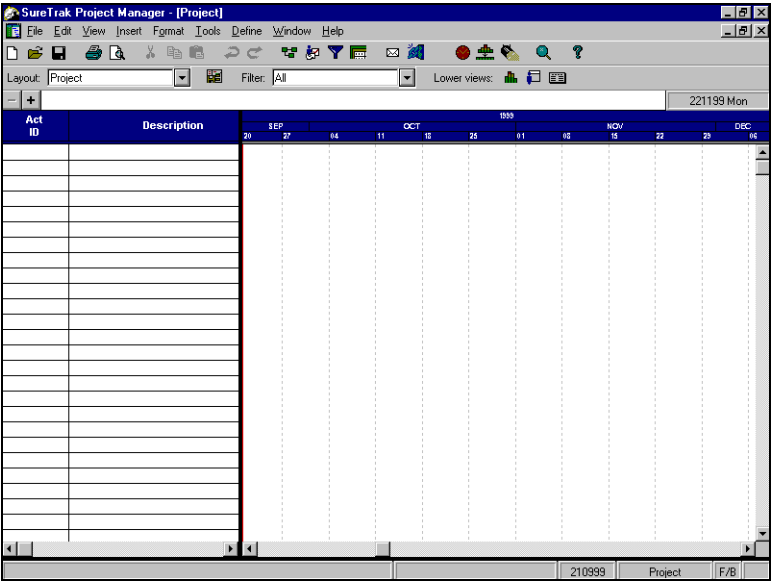 SureTrak Project Manager - [Project]
File Edit View Insert Format Tools Define Window Help
Layout: Project Filter: All Lower views:
- + 221199 Mon
Act ID Description
1999
SEP OCT NOV DEC
20 27 04 11 18 25 01 08 15 22 29 06
210999 Project F/B